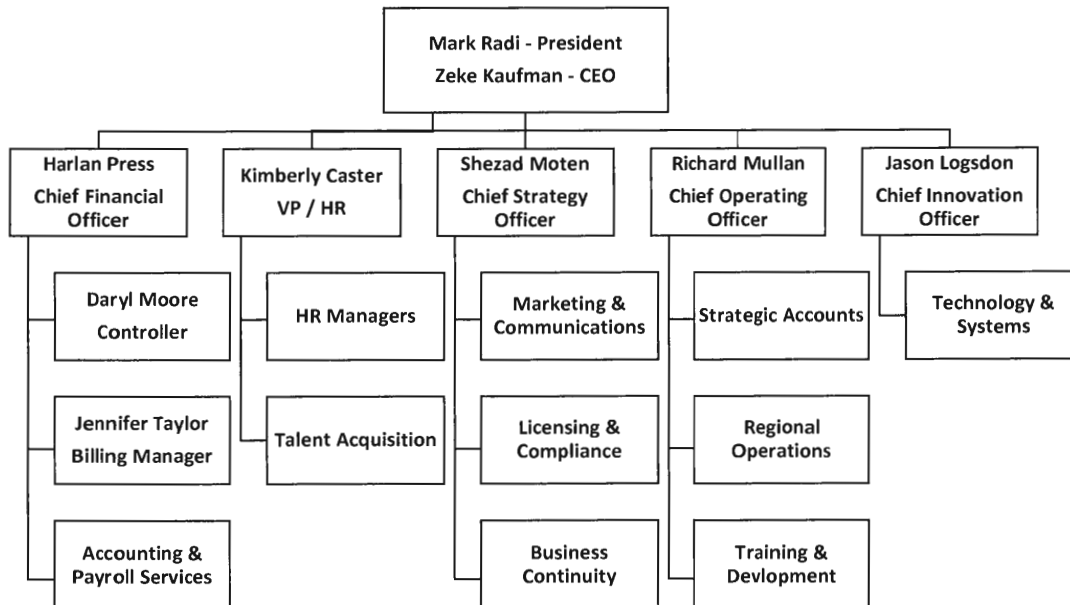 Mark Radi - President
Zeke Kaufman - CEO
Harlan Press
Chief Financial
Officer
Kimberly Caster
VP / HR
Shezad Moten
Chief Strategy
Officer
Richard Mullan
Chief Operating
Officer
Jason Logsdon
Chief Innovation
Officer
Daryl Moore
Controller
HR Managers
Marketing &
Communications
Strategic Accounts
Technology &
Systems
Jennifer Taylor
Billing Manager
Talent Acquisition
Licensing &
Compliance
Regional
Operations
Accounting &
Payroll Services
Business
Continuity
Training &
Devlopment